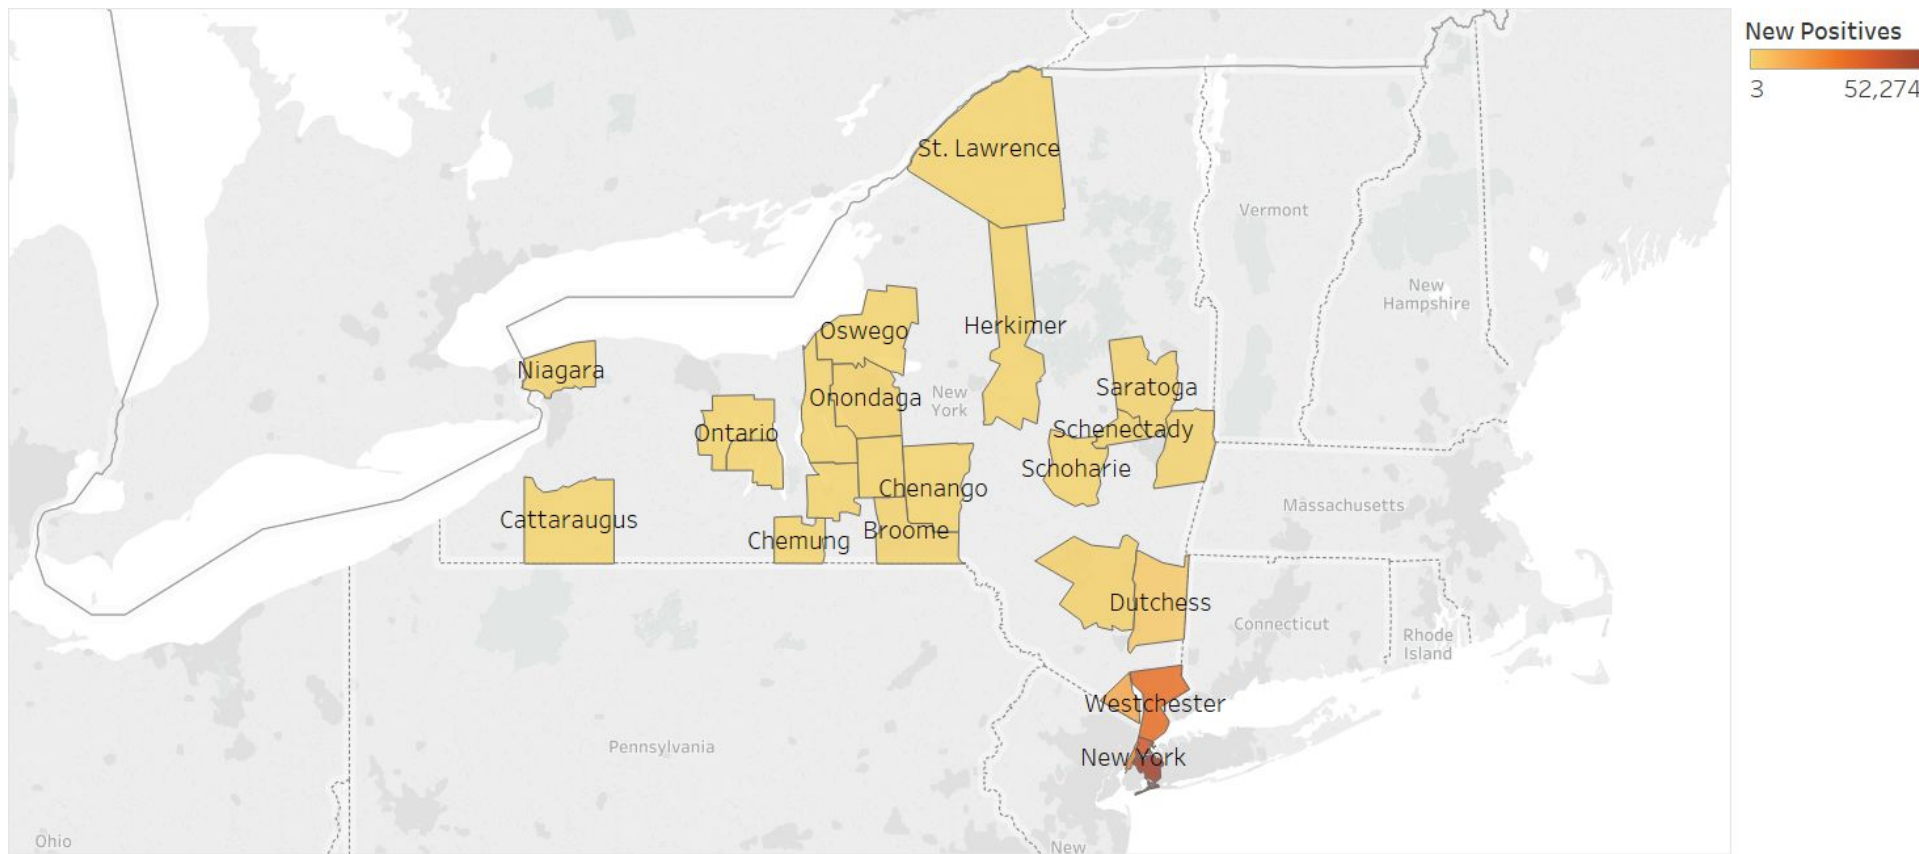 New Positives
3 52,274
St. Lawrence
Vermont
New
Hampshire
Oswego
Herkimer
Niagara
Saratoga
Onondaga
New
York
Ontario
Schenectady
Schoharie
Chenango
Massachusetts
Cattaraugus
Broome
Chemung
Dutchess
Connecticut
Rhode
Island
Westchester
Pennsylvania
New York
Ohio
New